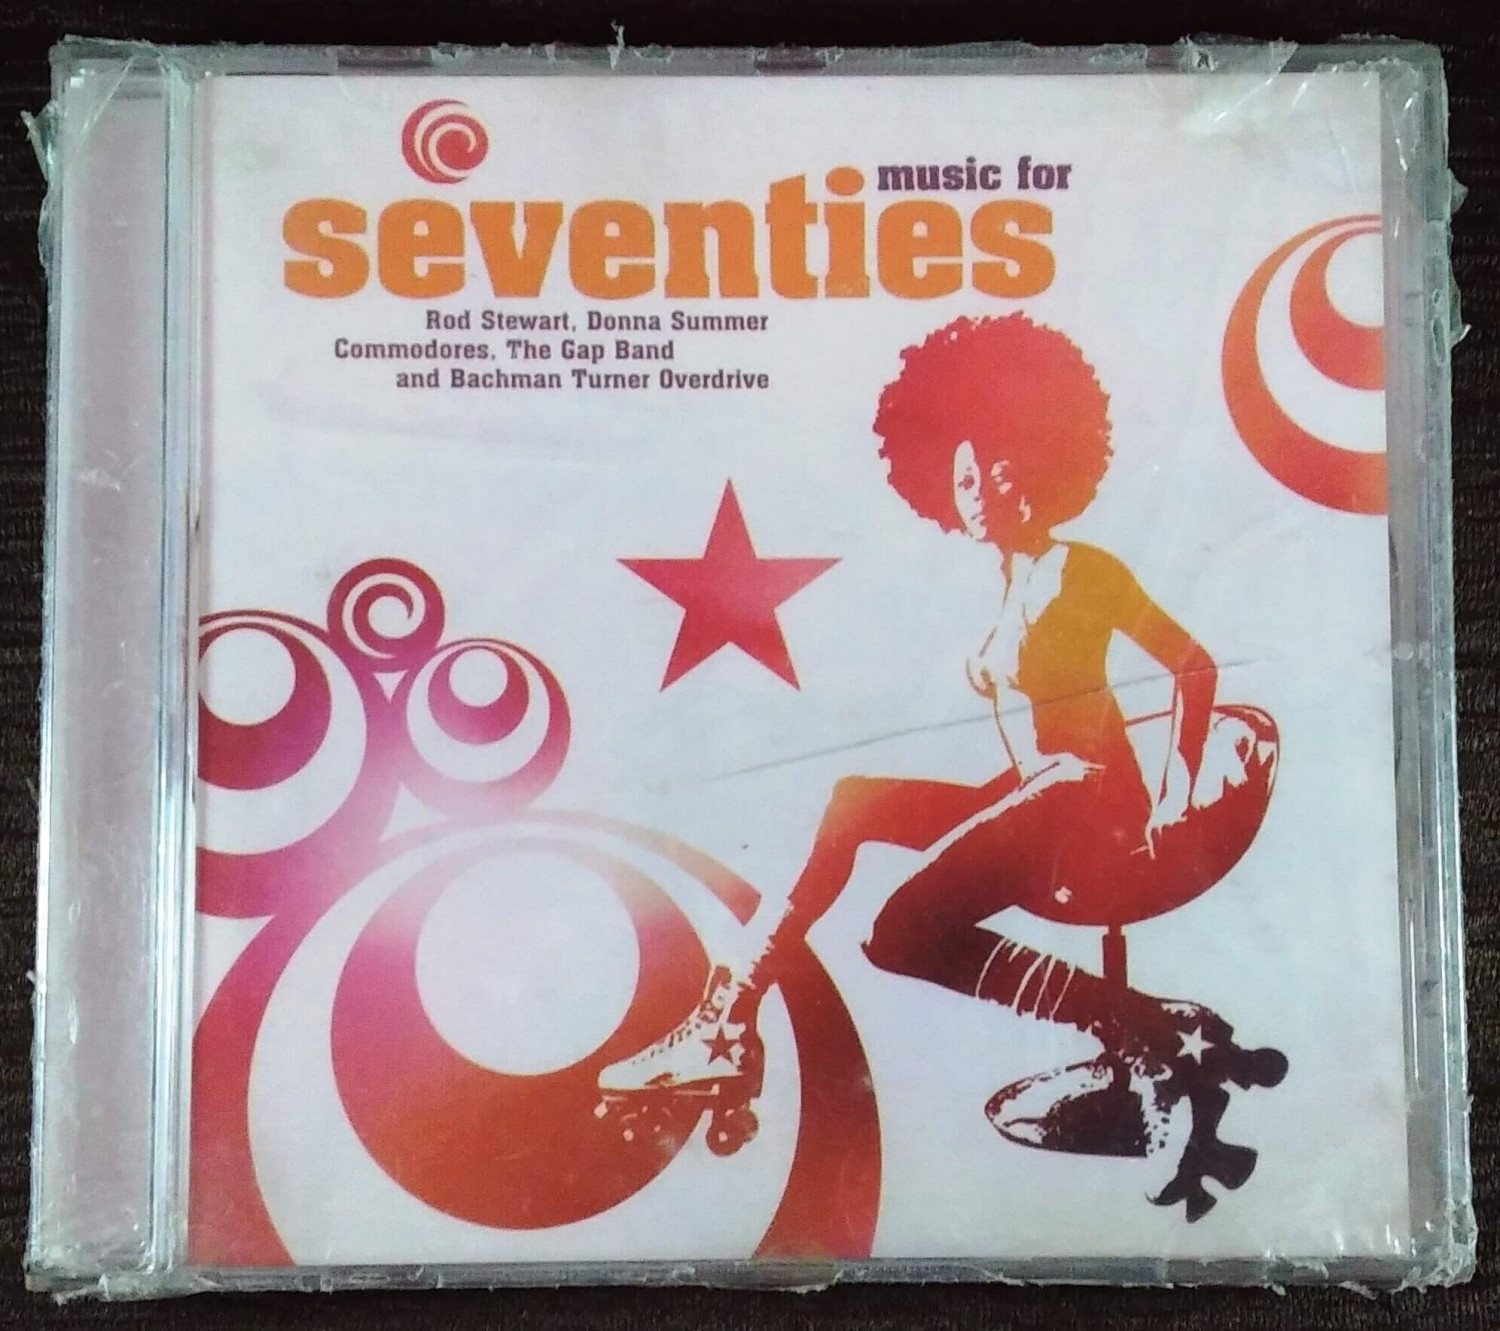 music for
seventies
Rod Stewart, Donna Summer
Commodores, The Gap Band
and Bachman Turner Overdrive